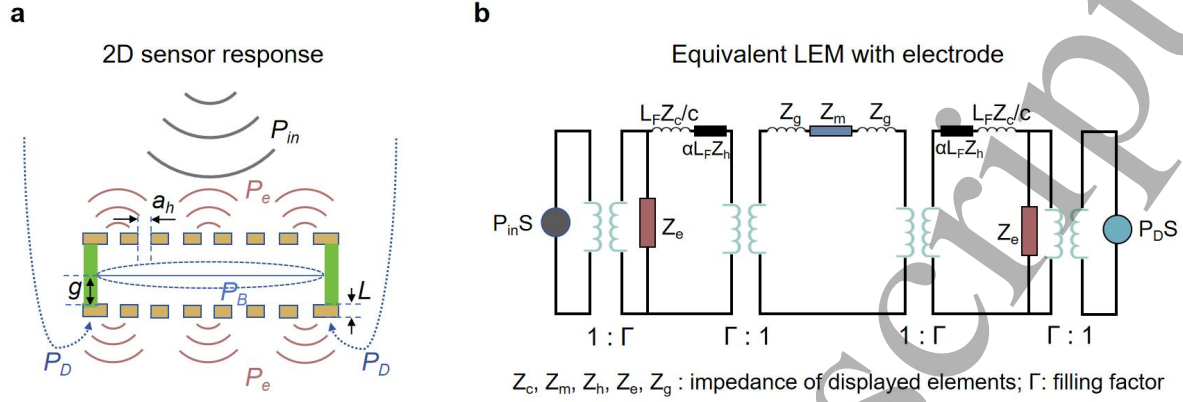 a
2D sensor response
P_in
P_e
a_h
g
P_B
L
P_D
P_D
P_e
b
Equivalent LEM with electrode
L_FZ_c/c
Z_g Z_m Z_g
L_FZ_c/c
αL_FZ_h
αL_FZ_h
P_inS
Z_e
Z_e
P_DS
1 : Γ
Γ : 1
1 : Γ
Γ : 1
Z_c, Z_m, Z_h, Z_e, Z_g : impedance of displayed elements; Γ: filling factor
script